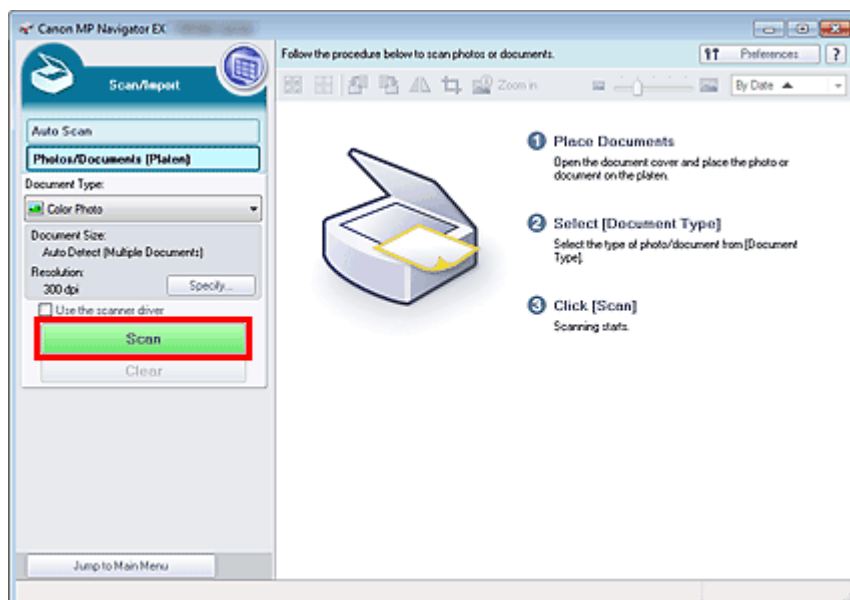 Canon MP Navigator EX
Scan/Import
Auto Scan
Photos/Documents (Platen)
Document Type:
Color Photo
Document Size:
Auto Detect (Multiple Documents)
Resolution:
300 dpi
Specify...
Use the scanner driver
Scan
Clear
Jump to Main Menu
Follow the procedure below to scan photos or documents.
Preferences
?
Zoom in
By Date
1 Place Documents
Open the document cover and place the photo or
document on the platen.
2 Select [Document Type]
Select the type of photo/document from [Document
Type].
3 Click [Scan]
Scanning starts.